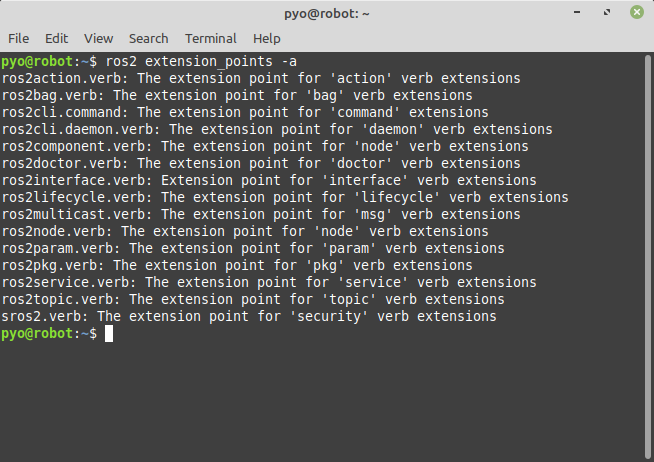 pyo@robot: ~
File Edit View Search Terminal Help
pyo@robot:~$ ros2 extension_points -a
ros2action.verb: The extension point for 'action' verb extensions
ros2bag.verb: The extension point for 'bag' verb extensions
ros2cli.command: The extension point for 'command' extensions
ros2cli.daemon.verb: The extension point for 'daemon' verb extensions
ros2component.verb: The extension point for 'node' verb extensions
ros2doctor.verb: The extension point for 'doctor' verb extensions
ros2interface.verb: Extension point for 'interface' verb extensions
ros2lifecycle.verb: The extension point for 'lifecycle' verb extensions
ros2multicast.verb: The extension point for 'msg' verb extensions
ros2node.verb: The extension point for 'node' verb extensions
ros2param.verb: The extension point for 'param' verb extensions
ros2pkg.verb: The extension point for 'pkg' verb extensions
ros2service.verb: The extension point for 'service' verb extensions
ros2topic.verb: The extension point for 'topic' verb extensions
sros2.verb: The extension point for 'security' verb extensions
pyo@robot:~$